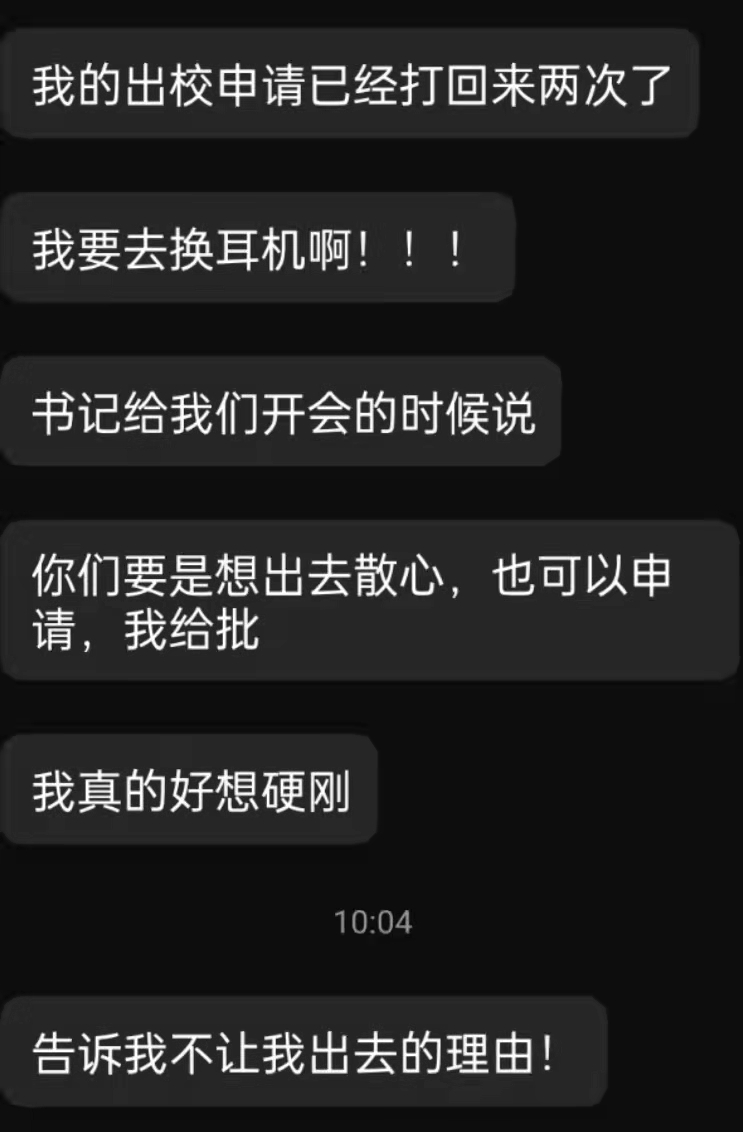 我的出校申请已经打回来两次了
我要去换耳机啊！！！
书记给我们开会的时候说
你们要是想出去散心，也可以申
请，我给批
我真的好想硬刚
10:04
告诉我不让我出去的理由！